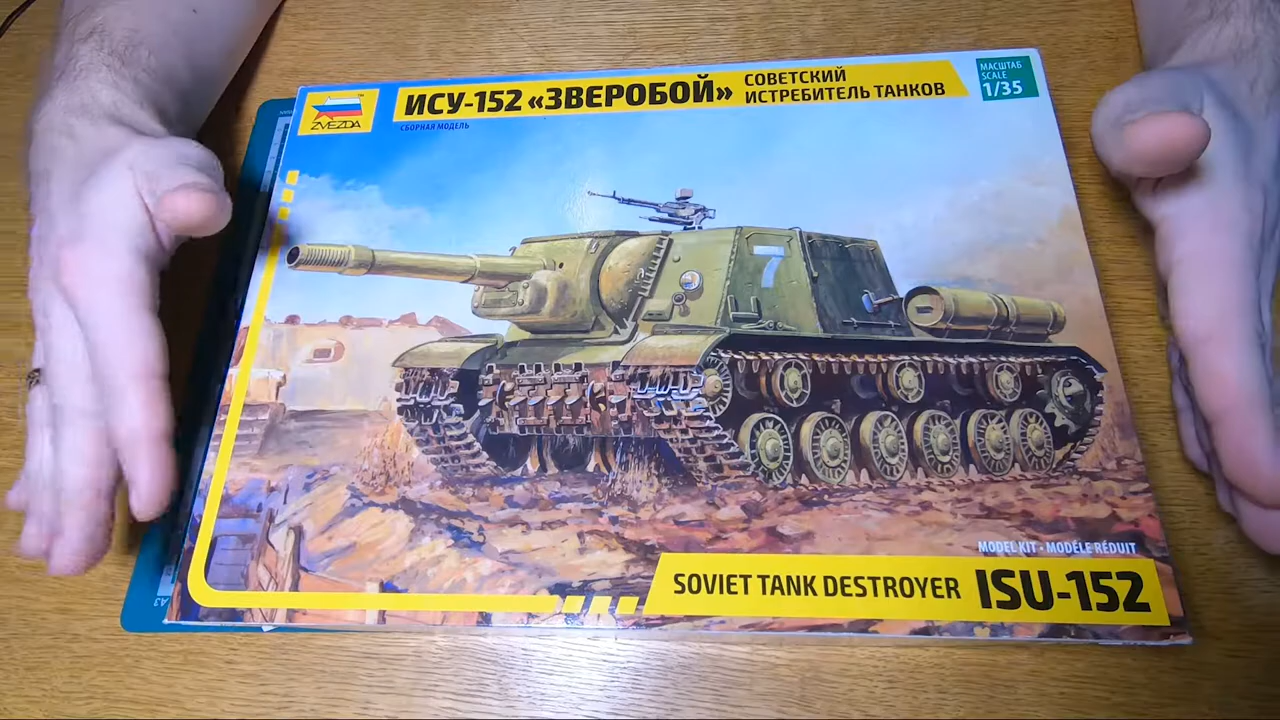 ZVEZDA
ИСУ-152 «ЗВЕРОБОЙ»
СОВЕТСКИЙ
ИСТРЕБИТЕЛЬ ТАНКОВ
СБОРНАЯ МОДЕЛЬ
МАСШТАБ
SCALE
1/35
7
MODEL KIT • MODÈLE RÉDUIT
SOVIET TANK DESTROYER ISU-152
A3